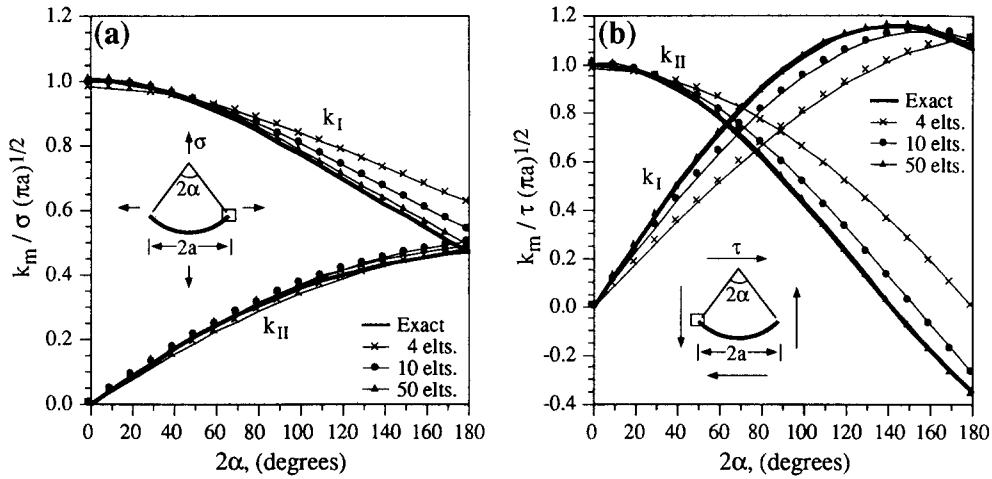 (a)
k_m / σ (πa)^1/2
1.0
0.8
0.6
0.4
0.2
0.0
k_I
σ
2α
2a
k_II
Exact
4 elts.
10 elts.
50 elts.
0 20 40 60 80 100 120 140 160 180
2α, (degrees)
(b)
k_m / τ (πa)^1/2
1.0
0.8
0.6
0.4
0.2
0.0
-0.2
-0.4
k_II
k_I
Exact
4 elts.
10 elts.
50 elts.
τ
2α
2a
0 20 40 60 80 100 120 140 160 180
2α, (degrees)